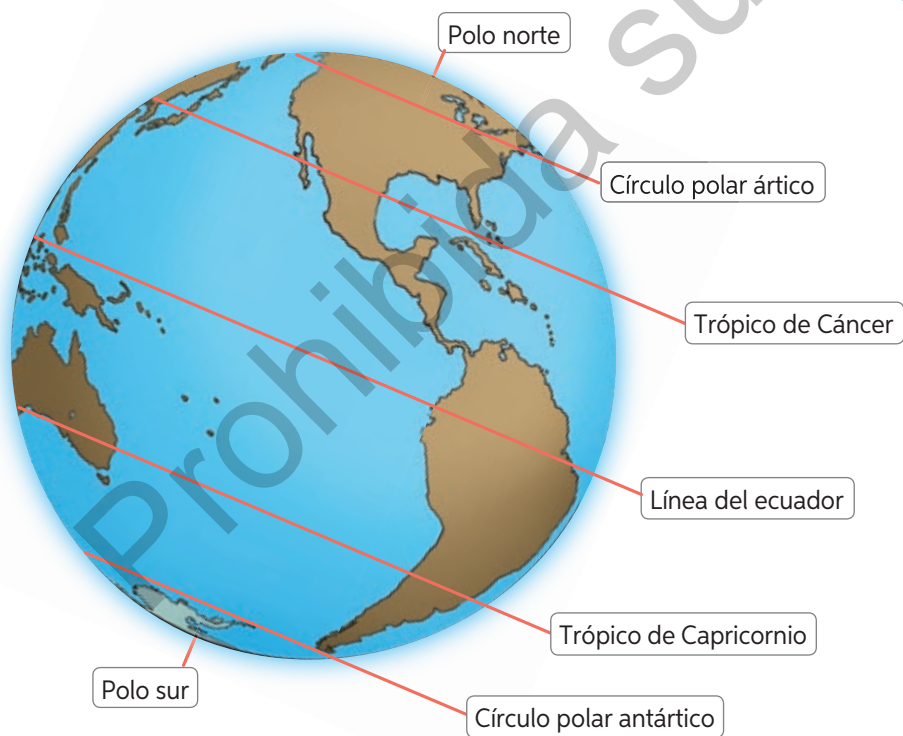 Polo norte
Círculo polar ártico
Trópico de Cáncer
Línea del ecuador
Trópico de Capricornio
Polo sur
Círculo polar antártico
Prohibida su